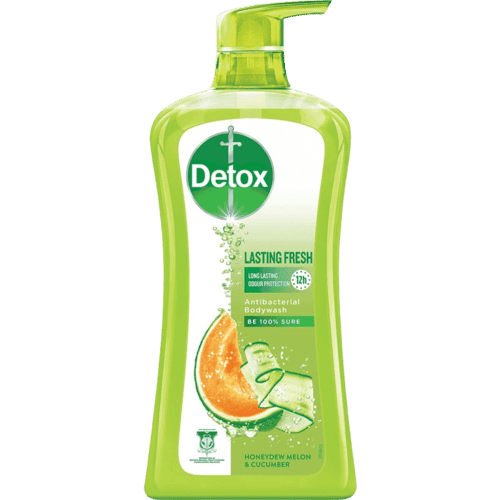 Detox
LASTING FRESH
LONG LASTING
ODOUR PROTECTION
12h
Antibacterial
Bodywash
BE 100% SURE
HONEYDEW MELON
& CUCUMBER